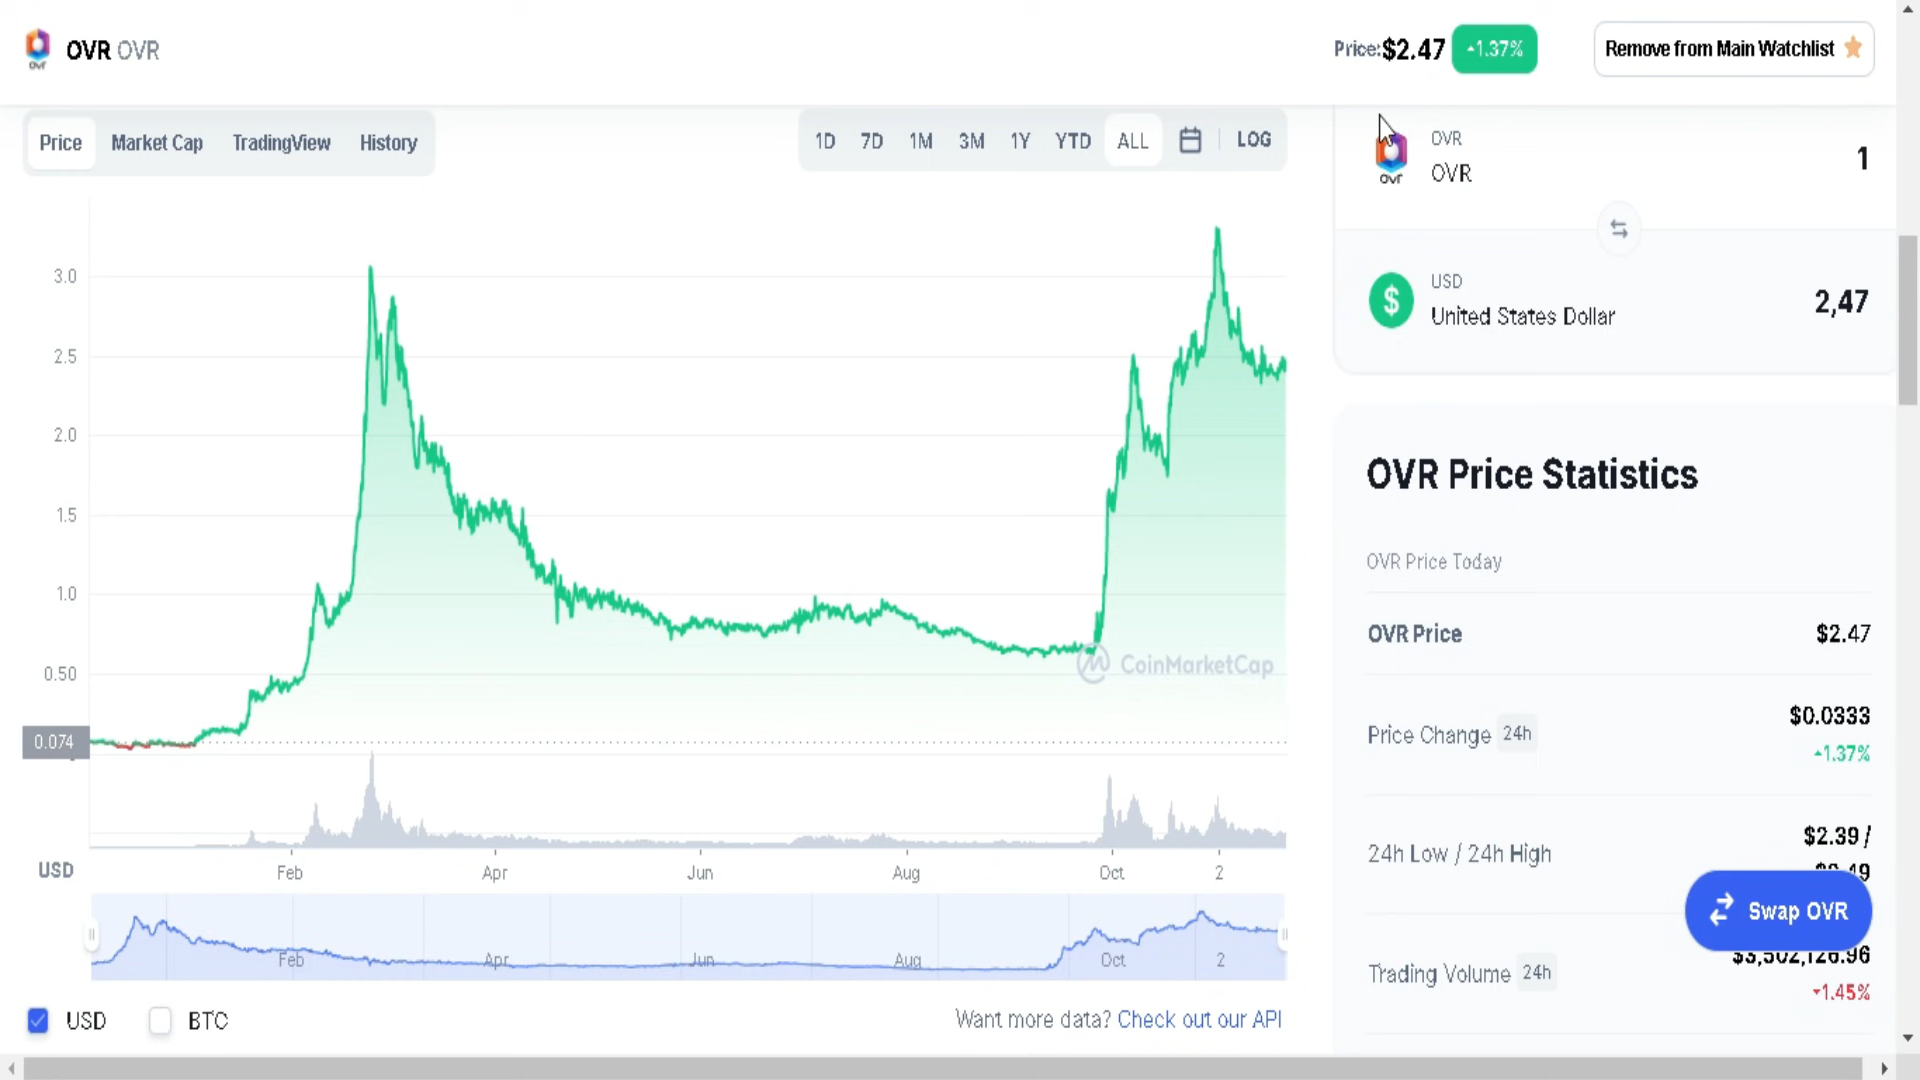 OVR OVR
Price:$2.47 1.37%
Remove from Main Watchlist
Price Market Cap TradingView History
1D 7D 1M 3M 1Y YTD ALL LOG
ovr
OVR
OVR
1
USD
United States Dollar
2,47
3.0
2.5
2.0
1.5
1.0
0.50
0.074
CoinMarketCap
USD
Feb Apr Jun Aug Oct 2
Feb Apr Jun Aug Oct 2
USD BTC
Want more data? Check out our API
OVR Price Statistics
OVR Price Today
OVR Price $2.47
Price Change 24h $0.0333
1.37%
24h Low / 24h High $2.39 /
Swap OVR
Trading Volume 24h
1.45%